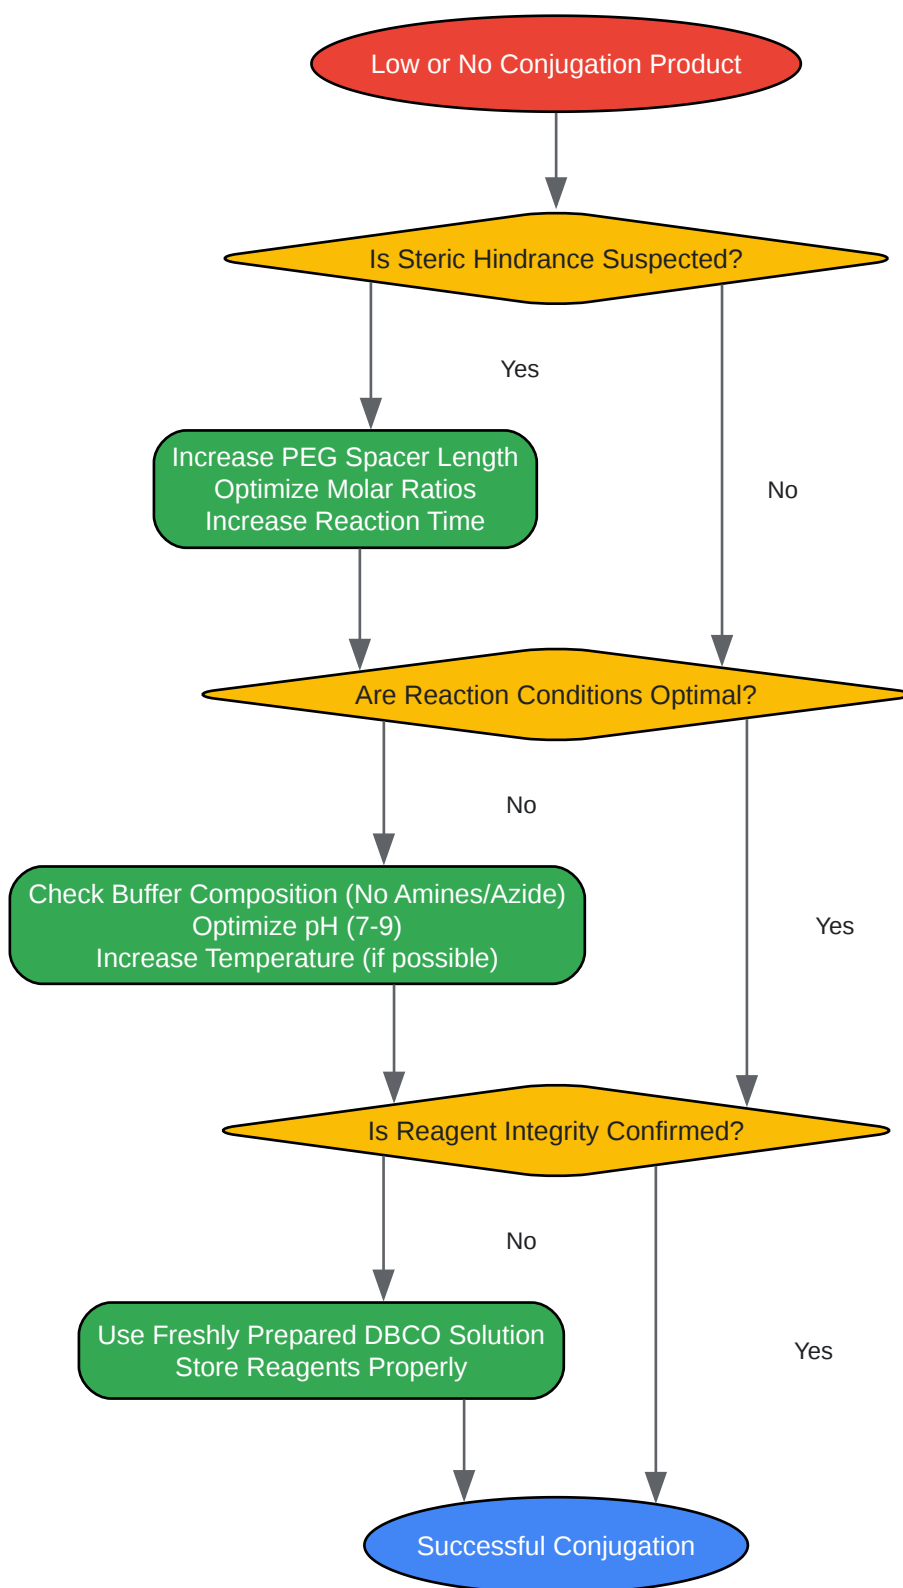 Low or No Conjugation Product
Is Steric Hindrance Suspected?
Yes
Increase PEG Spacer Length
Optimize Molar Ratios
Increase Reaction Time
No
Are Reaction Conditions Optimal?
No
Check Buffer Composition (No Amines/Azide)
Optimize pH (7-9)
Increase Temperature (if possible)
Yes
Is Reagent Integrity Confirmed?
No
Use Freshly Prepared DBCO Solution
Store Reagents Properly
Yes
Successful Conjugation